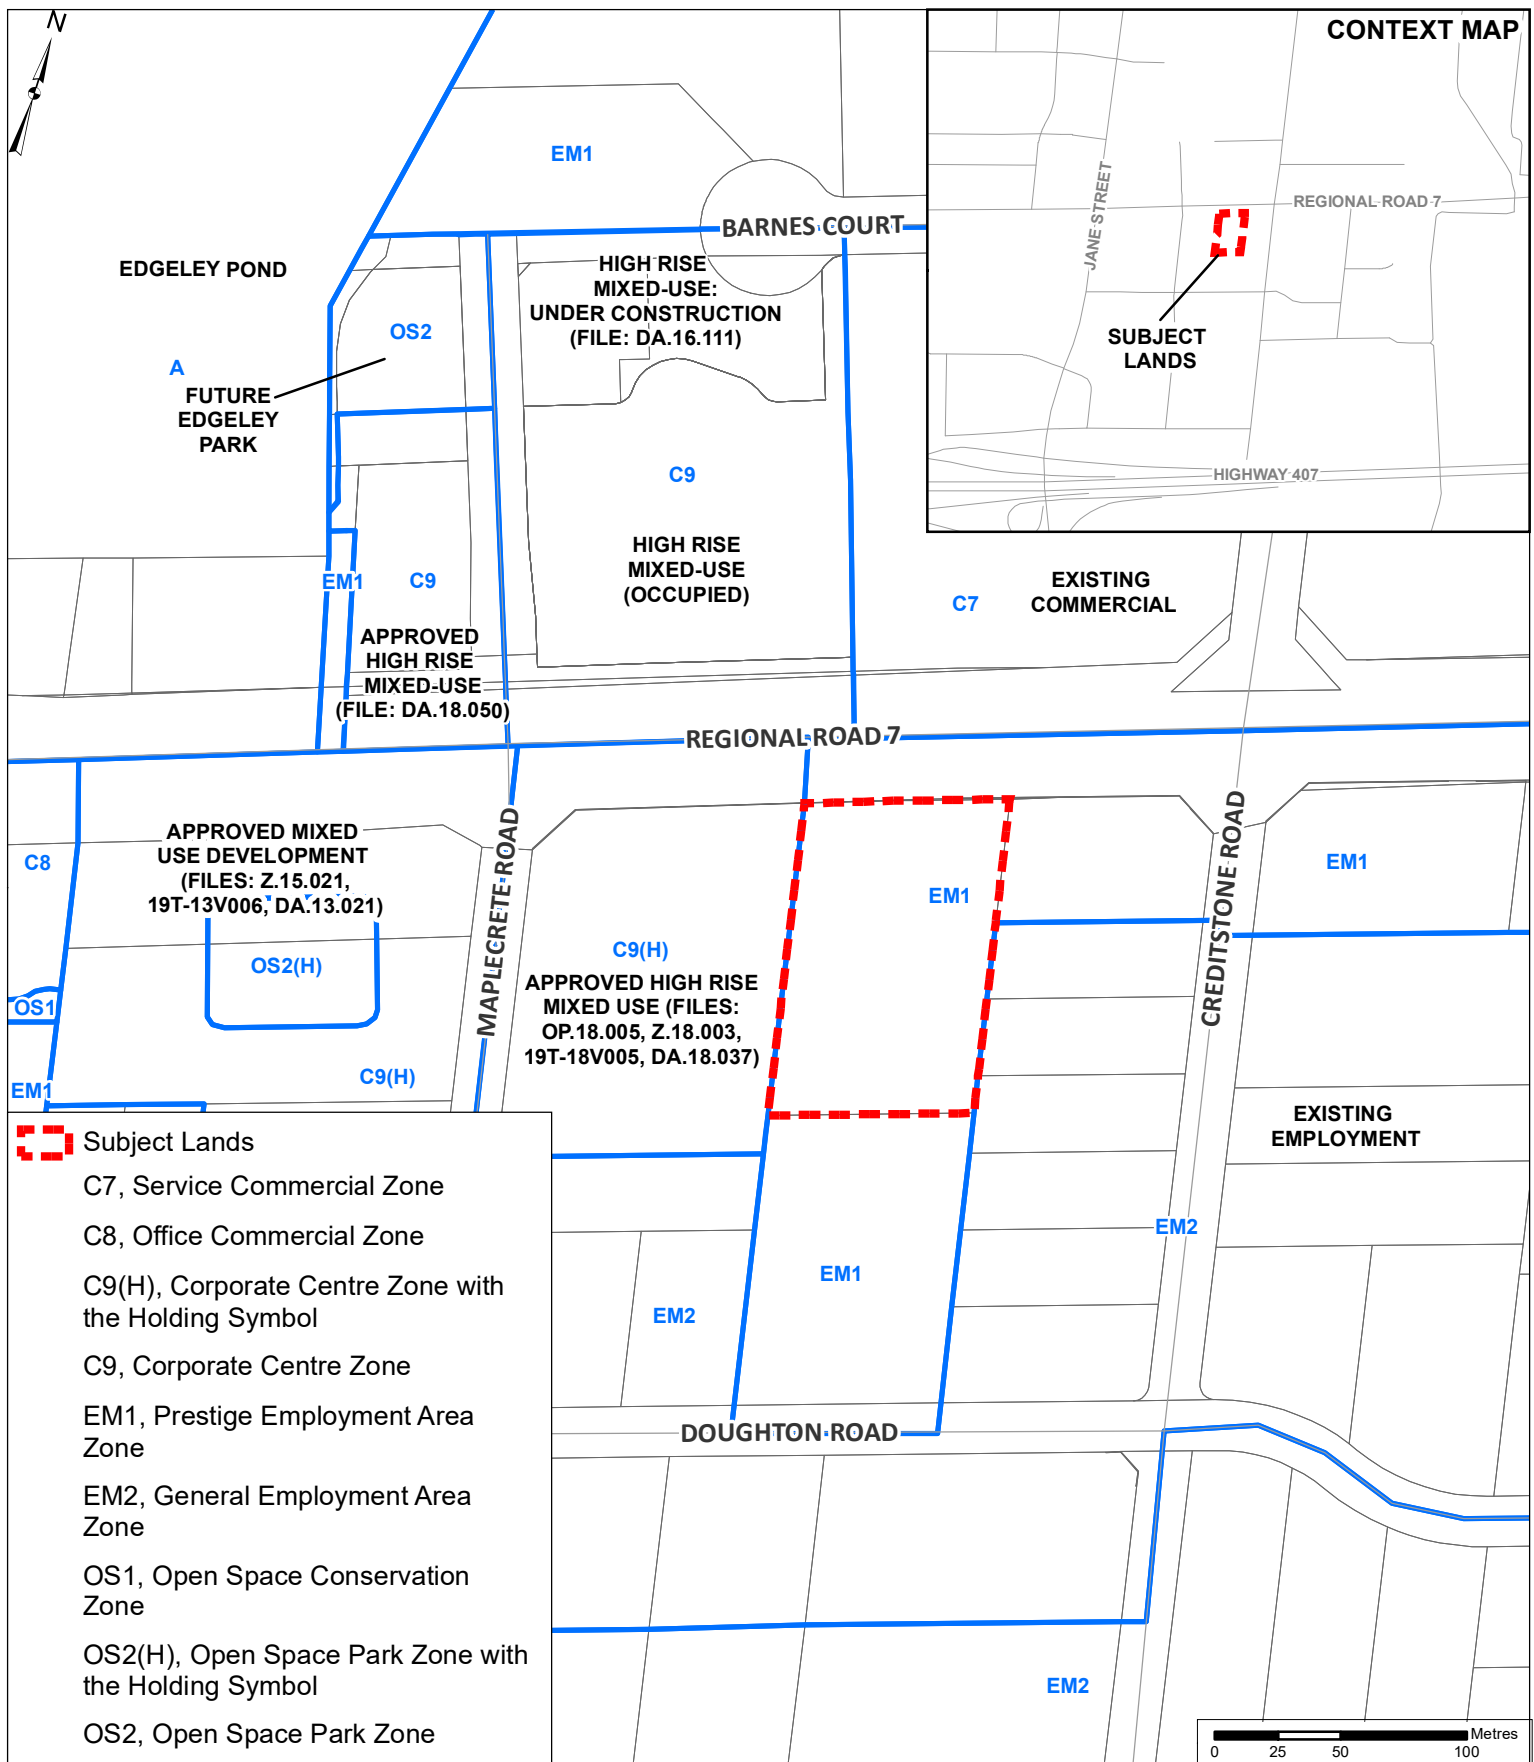 N
CONTEXT MAP
JANE STREET
REGIONAL ROAD 7
SUBJECT
LANDS
HIGHWAY 407
EM1
BARNES COURT
EDGELEY POND
HIGH RISE
MIXED-USE:
UNDER CONSTRUCTION
(FILE: DA.16.111)
OS2
A
FUTURE
EDGELEY
PARK
C9
HIGH RISE
MIXED-USE
(OCCUPIED)
EM1
C9
EXISTING
COMMERCIAL
C7
APPROVED
HIGH RISE
MIXED-USE
(FILE: DA.18.050)
REGIONAL ROAD 7
APPROVED MIXED
USE DEVELOPMENT
(FILES: Z.15.021,
19T-13V006, DA.13.021)
C8
MAPLECRETE ROAD
EM1
CREDITSTONE ROAD
EM1
C9(H)
APPROVED HIGH RISE
MIXED USE (FILES:
OP.18.005, Z.18.003,
19T-18V005, DA.18.037)
OS2(H)
OS1
C9(H)
EM1
EXISTING
EMPLOYMENT
EM2
EM1
EM2
DOUGHTON ROAD
EM2
Subject Lands
C7, Service Commercial Zone
C8, Office Commercial Zone
C9(H), Corporate Centre Zone with
the Holding Symbol
C9, Corporate Centre Zone
EM1, Prestige Employment Area
Zone
EM2, General Employment Area
Zone
OS1, Open Space Conservation
Zone
OS2(H), Open Space Park Zone with
the Holding Symbol
OS2, Open Space Park Zone
Metres
0 25 50 100